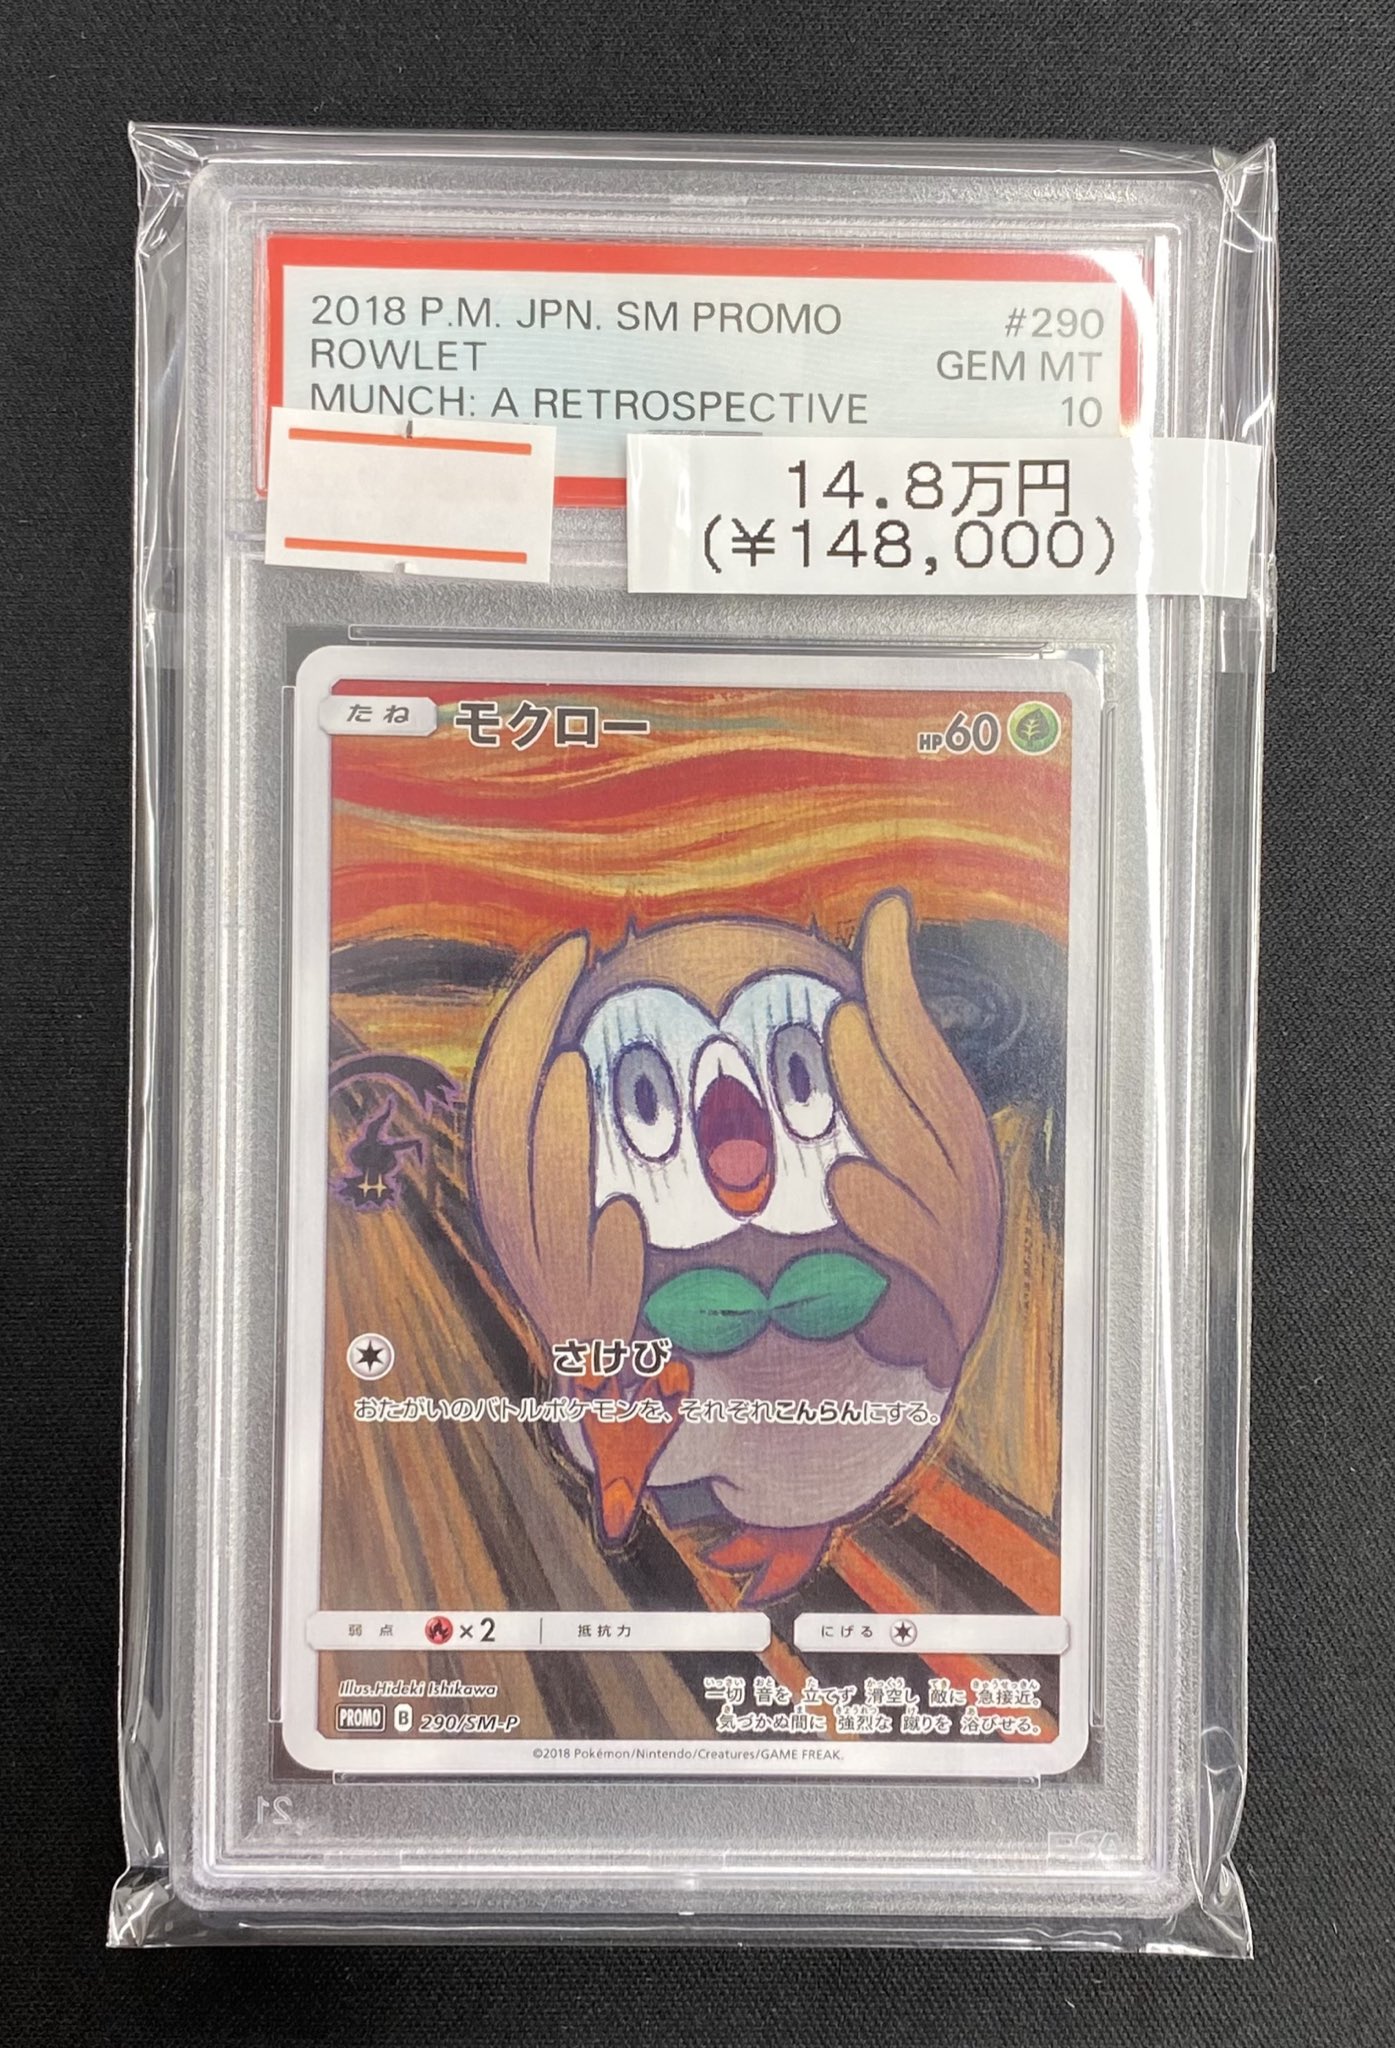 2018 P.M. JPN. SM PROMO #290
ROWLET GEM MT
MUNCH: A RETROSPECTIVE 10
14.8万円
(¥148,000)
たね モクロー HP60
さけび
おたがいのバトルポケモンを、それぞれこんらんにする。
弱点 ×2 抵抗力 にげる
Illus.Hideki Ishikawa
PROMO B 290/SM-P
一切音を立てず滑空し敵に急接近。
気づかぬ間に強烈な蹴りを浴びせる。
©2018 Pokémon/Nintendo/Creatures/GAME FREAK.
21
PSA